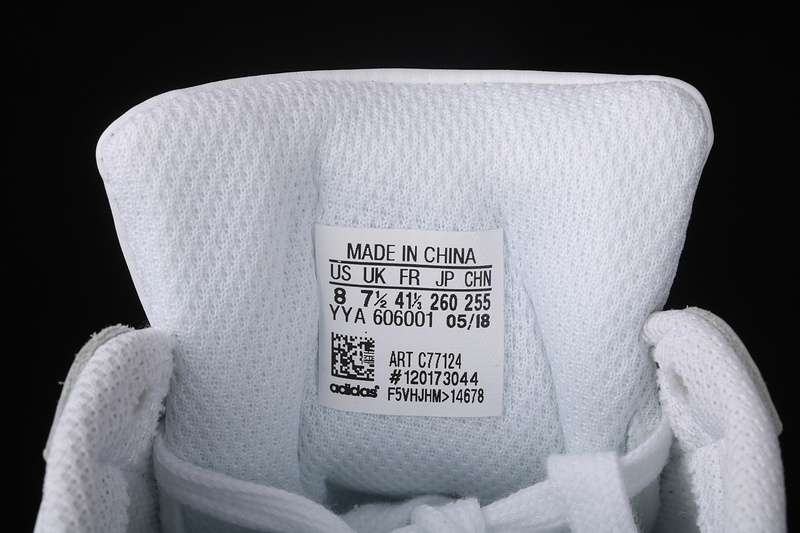 MADE IN CHINA
US UK FR JP CHN
8 7½ 41⅓ 260 255
YYA 606001 05/18
ART C77124
#120173044
adidas® F5VHJHM>14678